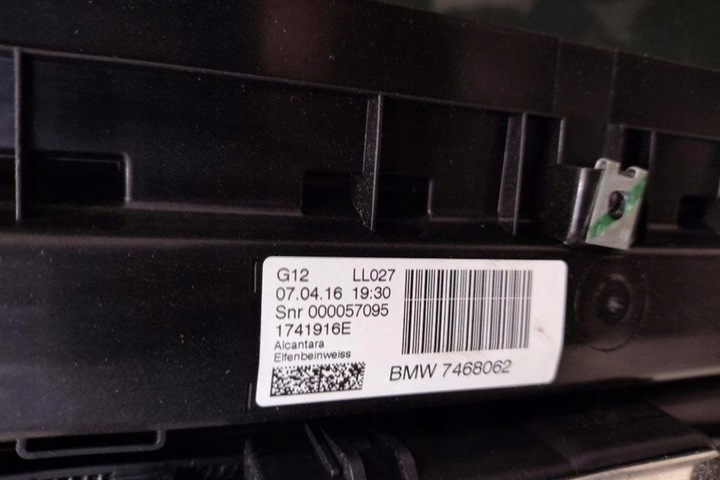 G12 LL027
07.04.16 19:30
Snr 000057095
1741916E
Alcantara
Elfenbeinweiss
BMW 7468062